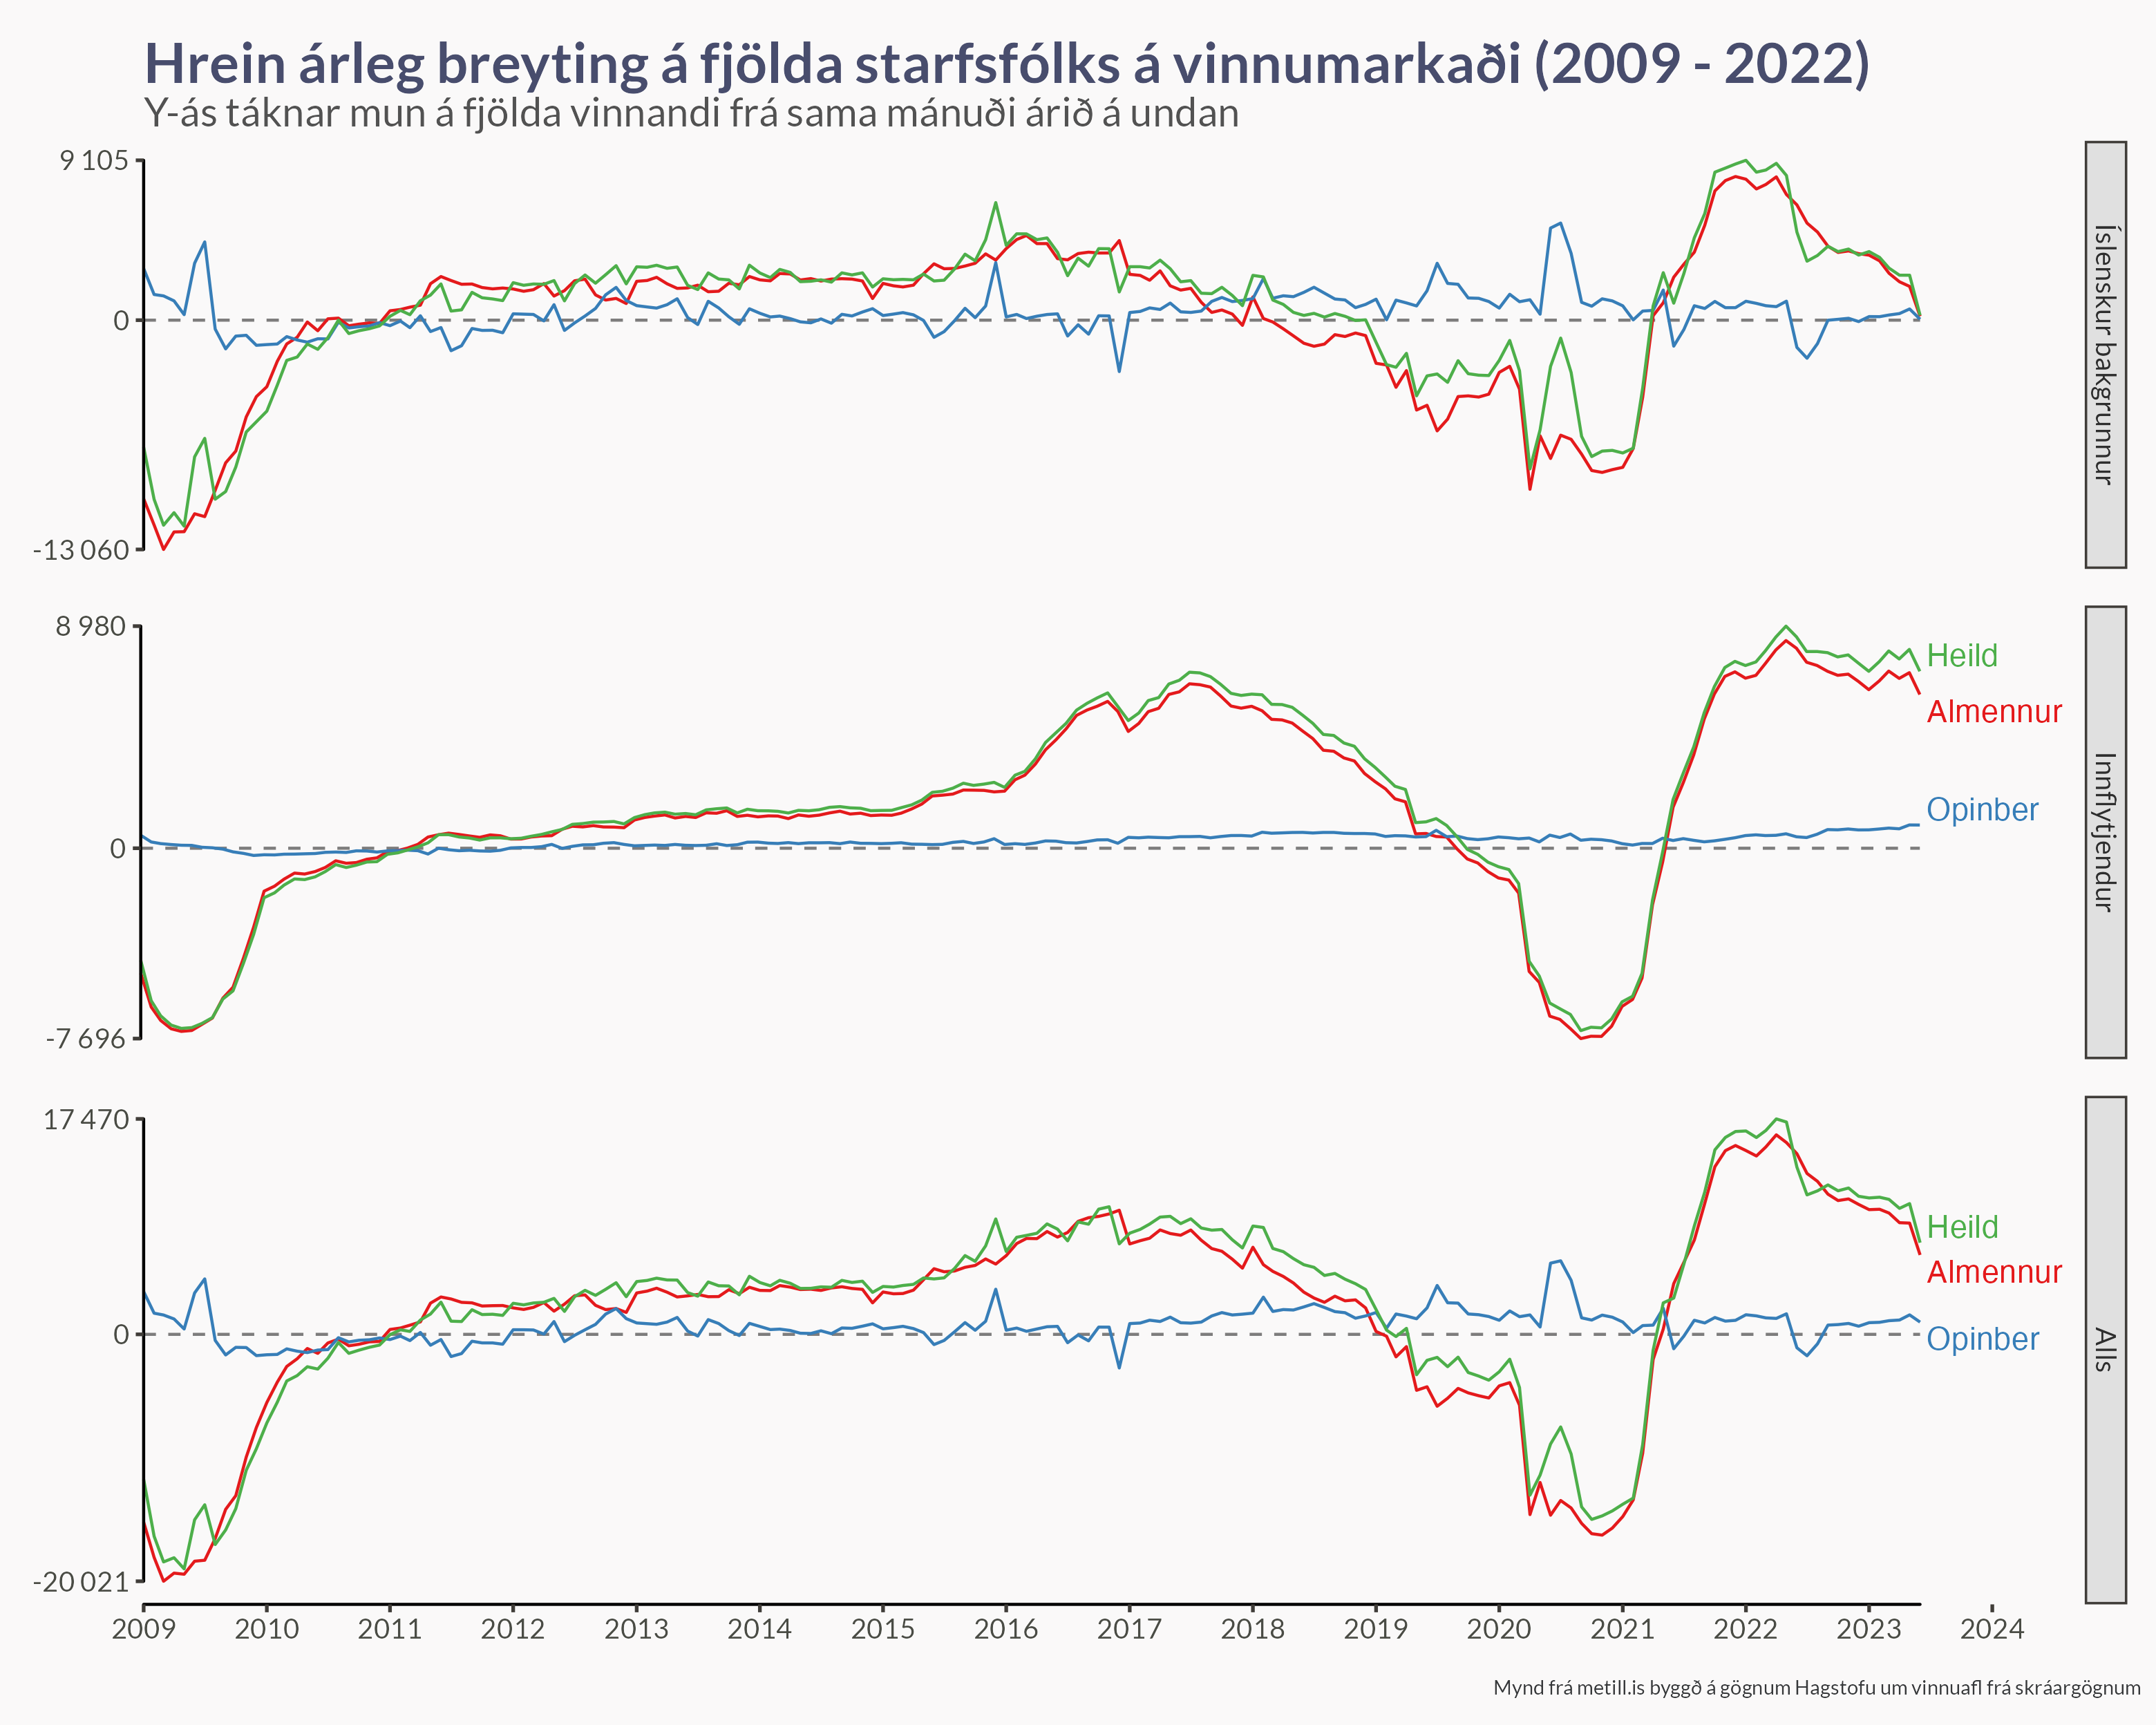 Hrein árleg breyting á fjölda starfsfólks á vinnumarkaði (2009 - 2022)
Y-ás táknar mun á fjölda vinnandi frá sama mánuði árið á undan
9 105
0
-13 060
Íslenskur bakgrunnur
8 980
0
-7 696
Heild
Almennur
Opinber
Innflytjendur
17 470
0
-20 021
Heild
Almennur
Opinber
Alls
2009 2010 2011 2012 2013 2014 2015 2016 2017 2018 2019 2020 2021 2022 2023 2024
Mynd frá metill.is byggð á gögnum Hagstofu um vinnuafl frá skráargögnum